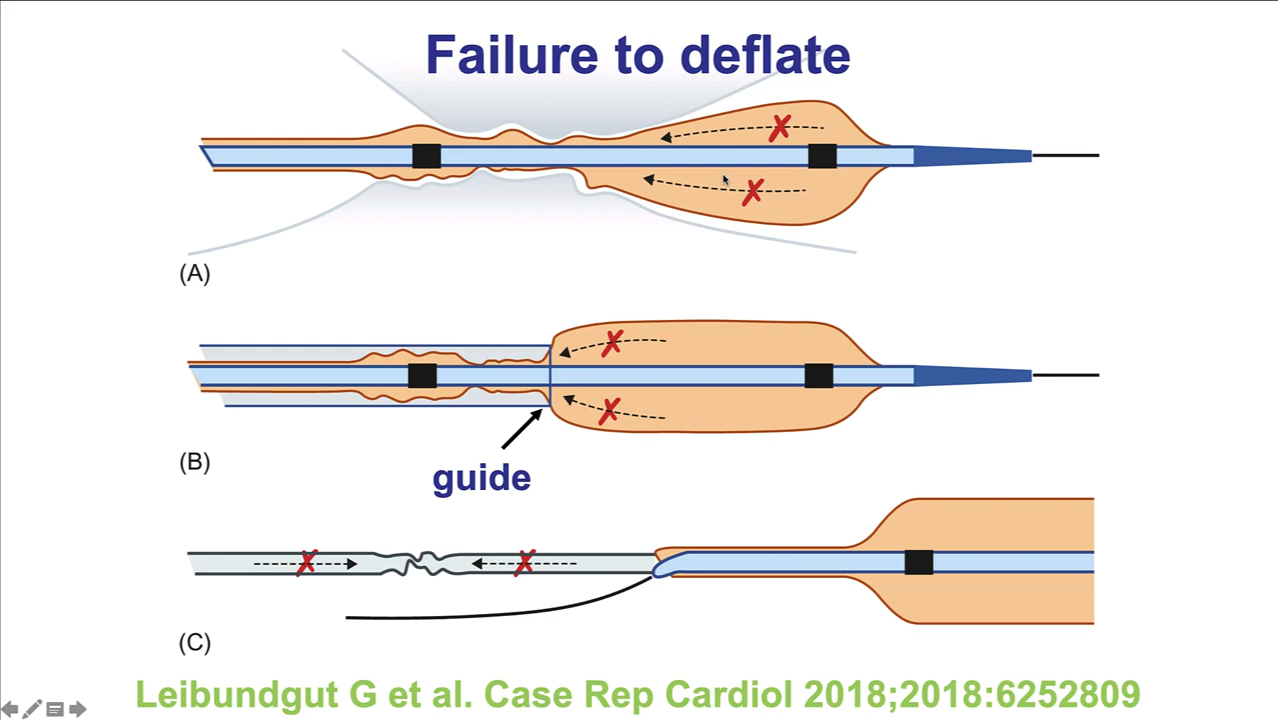 Failure to deflate
(A)
(B)
guide
(C)
Leibundgut G et al. Case Rep Cardiol 2018;2018:6252809